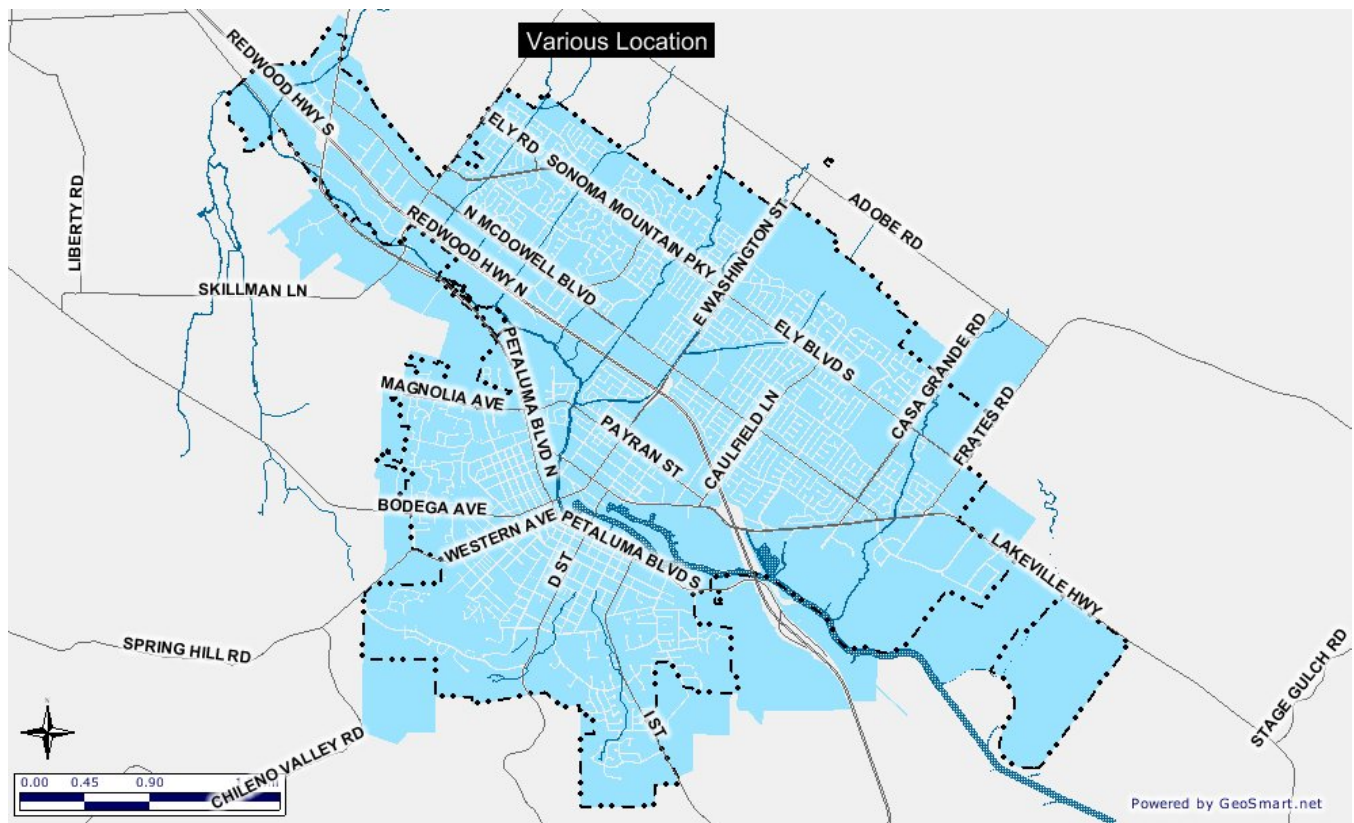 Various Location
REDWOOD HWY S
ELY RD
SONOMA MOUNTAIN PKY
ADOBE RD
LIBERTY RD
N MCDOWELL BLVD
REDWOOD HWY N
E WASHINGTON ST
SKILLMAN LN
PETALUMA BLVD N
ELY BLVD S
CASA GRANDE RD
MAGNOLIA AVE
PAYRAN ST
CAULFIELD LN
FRATES RD
BODEGA AVE
WESTERN AVE
PETALUMA BLVD S
D ST
LAKEVILLE HWY
SPRING HILL RD
I ST
STAGE GULCH RD
CHILENO VALLEY RD
0.00 0.45 0.90
Powered by GeoSmart.net